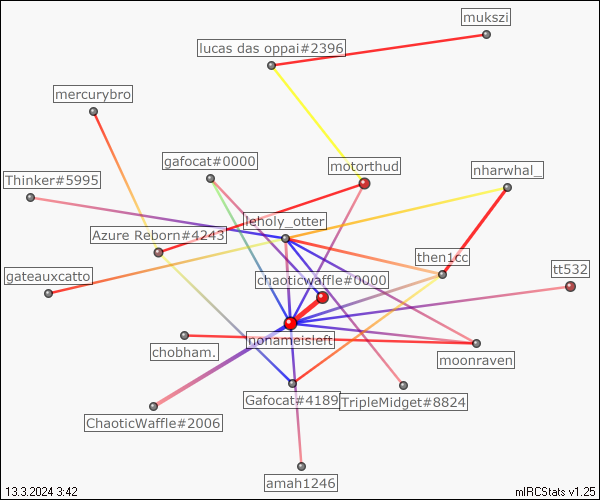 mukszi
lucas das oppai#2396
mercurybro
gafocat#0000
motorthud
nharwhal_
Thinker#5995
leholy_otter
Azure Reborn#4243
then1cc
tt532
gateauxcatto
chaoticwaffle#0000
nonameisleft
chobham.
moonraven
Gafocat#4189
TripleMidget#8824
ChaoticWaffle#2006
amah1246
13.3.2024 3:42
mIRCStats v1.25